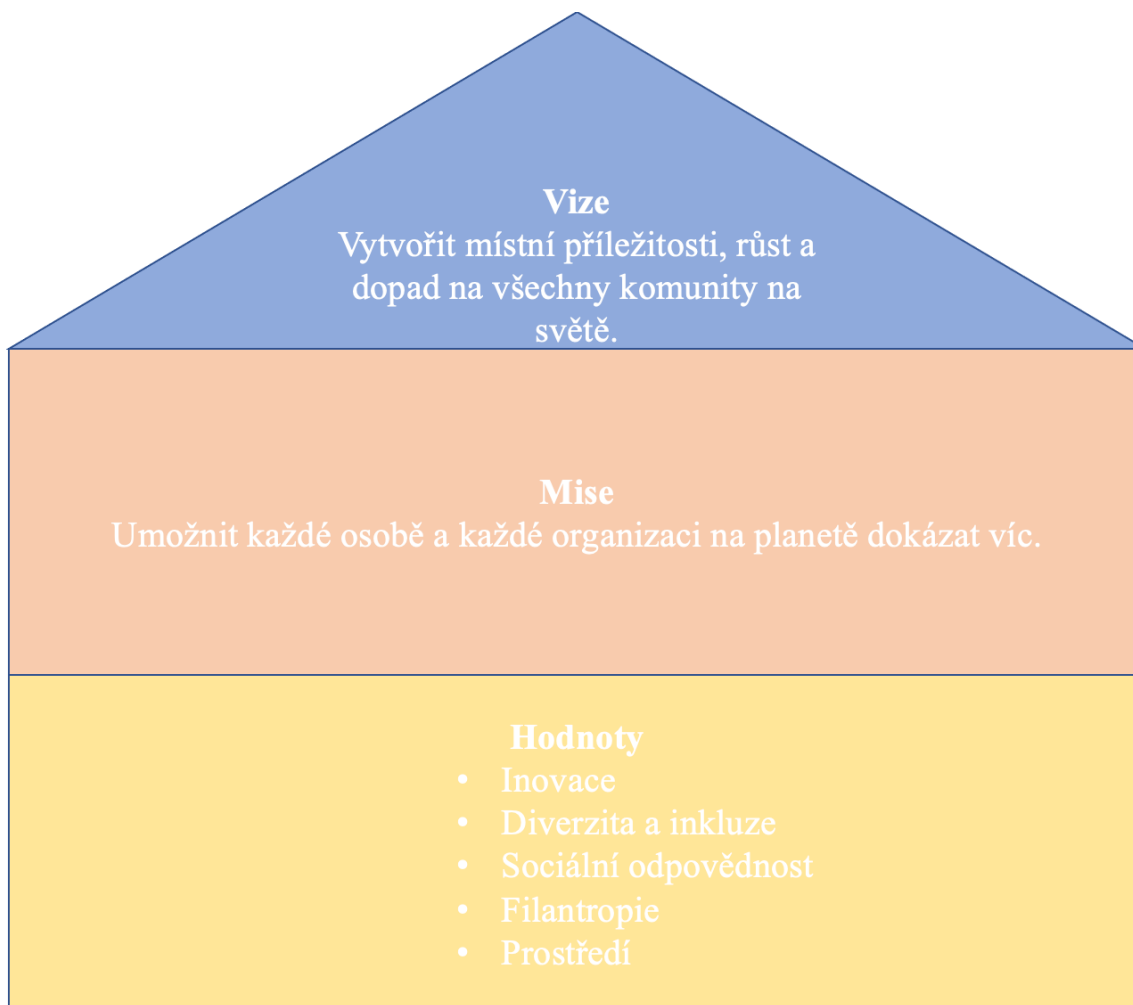 Vize
Vytvořit místní příležitosti, růst a
dopad na všechny komunity na
světě.
Mise
Umožnit každé osobě a každé organizaci na planetě dokázat víc.
Hodnoty
• Inovace
• Diverzita a inkluze
• Sociální odpovědnost
• Filantropie
• Prostředí